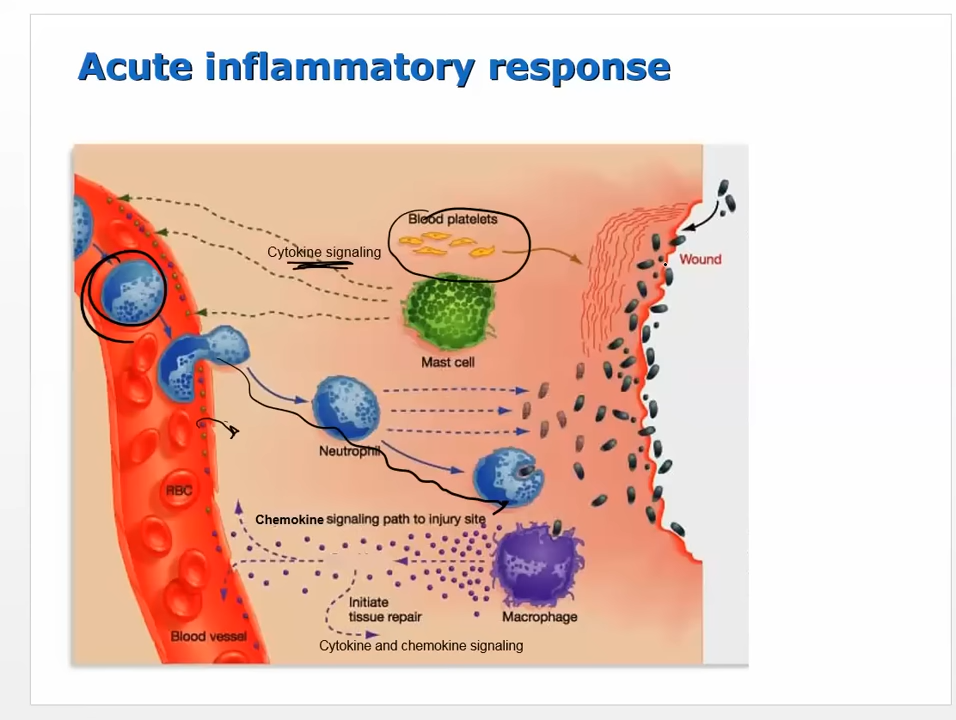 Acute inflammatory response
Blood platelets
Cytokine signaling
Wound
Mast cell
Neutrophil
RBC
Chemokine signaling path to injury site
Initiate
tissue repair
Macrophage
Blood vessel
Cytokine and chemokine signaling